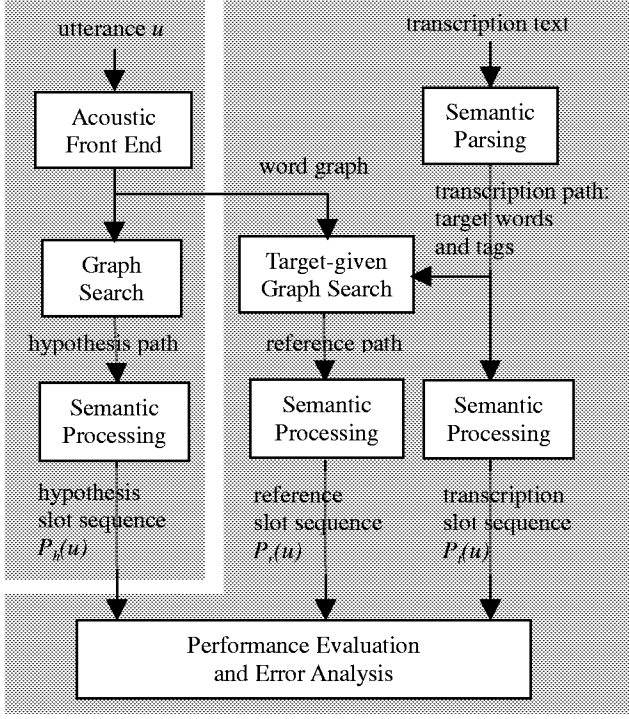 utterance u
transcription text
Acoustic
Front End
Semantic
Parsing
word graph
transcription path:
target words
and tags
Graph
Search
Target-given
Graph Search
hypothesis path
reference path
Semantic
Processing
Semantic
Processing
Semantic
Processing
hypothesis
slot sequence
P_h(u)
reference
slot sequence
P_r(u)
transcription
slot sequence
P_t(u)
Performance Evaluation
and Error Analysis